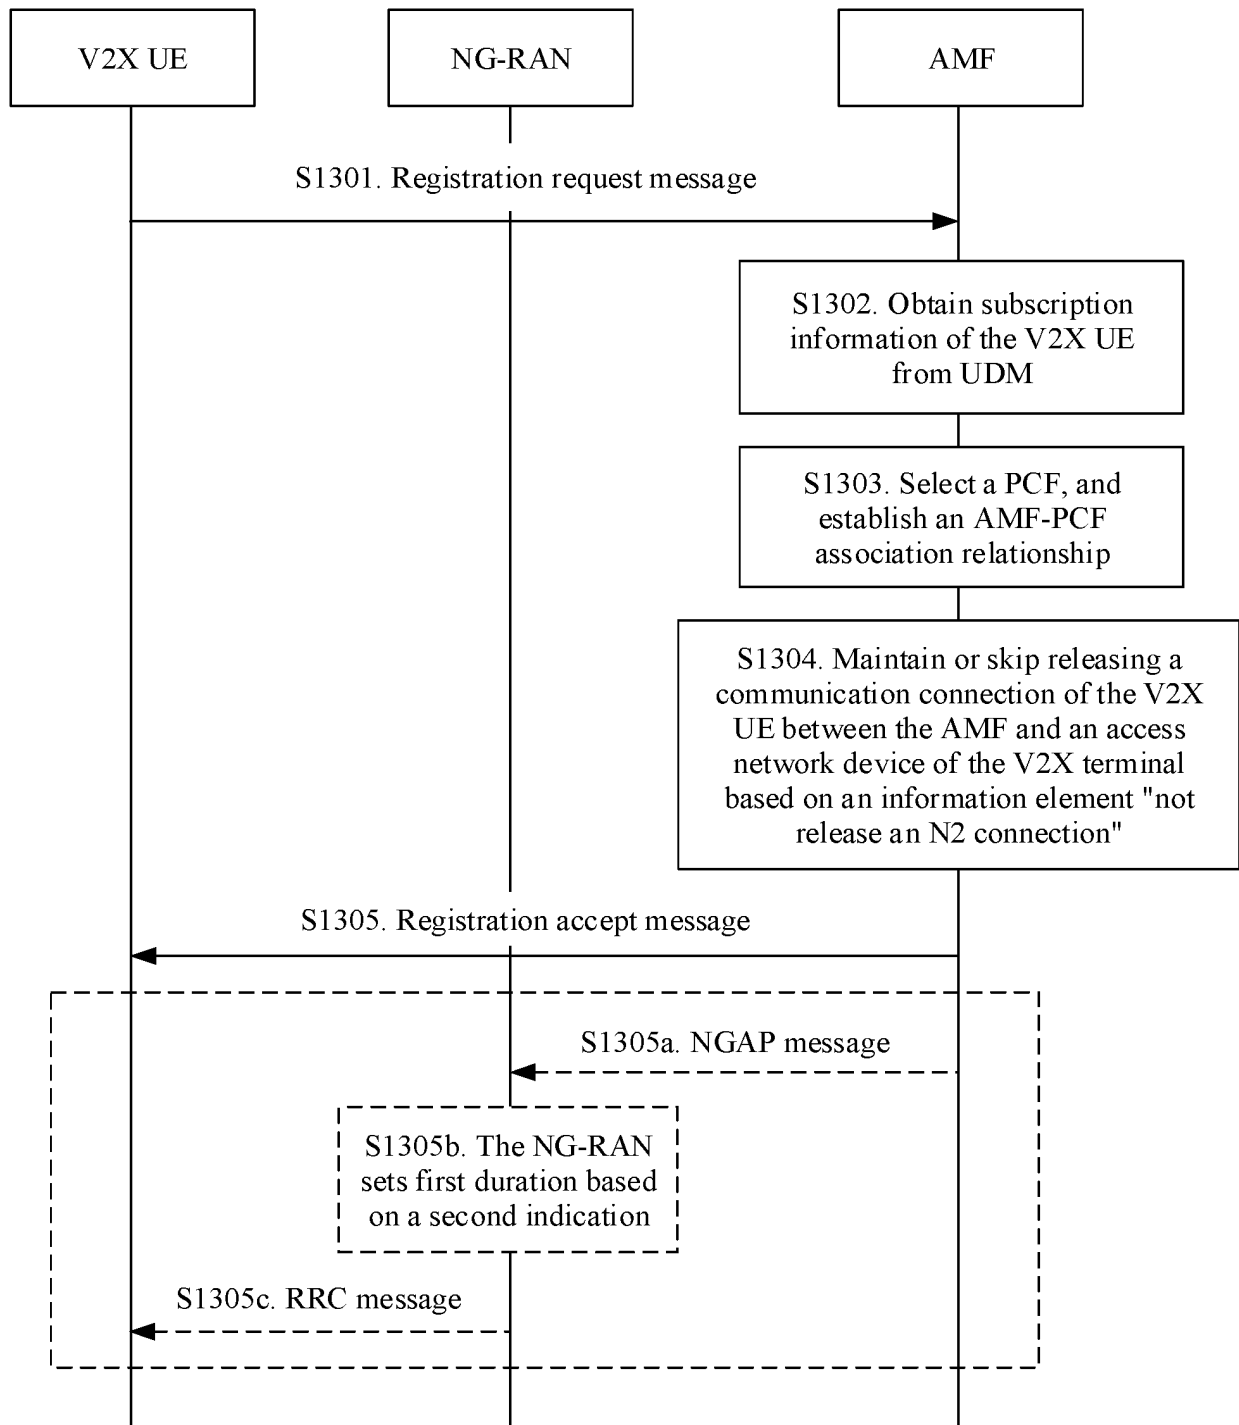 V2X UE
NG-RAN
AMF
S1301. Registration request message
S1302. Obtain subscription
information of the V2X UE
from UDM
S1303. Select a PCF, and
establish an AMF-PCF
association relationship
S1304. Maintain or skip releasing a
communication connection of the V2X
UE between the AMF and an access
network device of the V2X terminal
based on an information element "not
release an N2 connection"
S1305. Registration accept message
S1305a. NGAP message
S1305b. The NG-RAN
sets first duration based
on a second indication
S1305c. RRC message